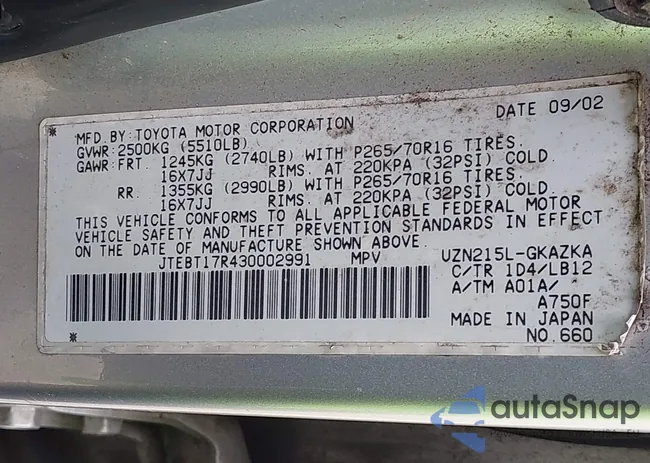 MFD.BY:TOYOTA MOTOR CORPORATION DATE 09/02
GVWR:2500KG (5510LB)
GAWR:FRT. 1245KG (2740LB) WITH P265/70R16 TIRES.
16X7JJ RIMS. AT 220KPA (32PSI) COLD.
RR. 1355KG (2990LB) WITH P265/70R16 TIRES.
16X7JJ RIMS. AT 220KPA (32PSI) COLD.
THIS VEHICLE CONFORMS TO ALL APPLICABLE FEDERAL MOTOR
VEHICLE SAFETY AND THEFT PREVENTION STANDARDS IN EFFECT
ON THE DATE OF MANUFACTURE SHOWN ABOVE.
JTEBT17R430002991 MPV UZN215L-GKAZKA
C/TR 1D4/LB12
A/TM A01A/
A750F
MADE IN JAPAN
NO.660
autaSnap